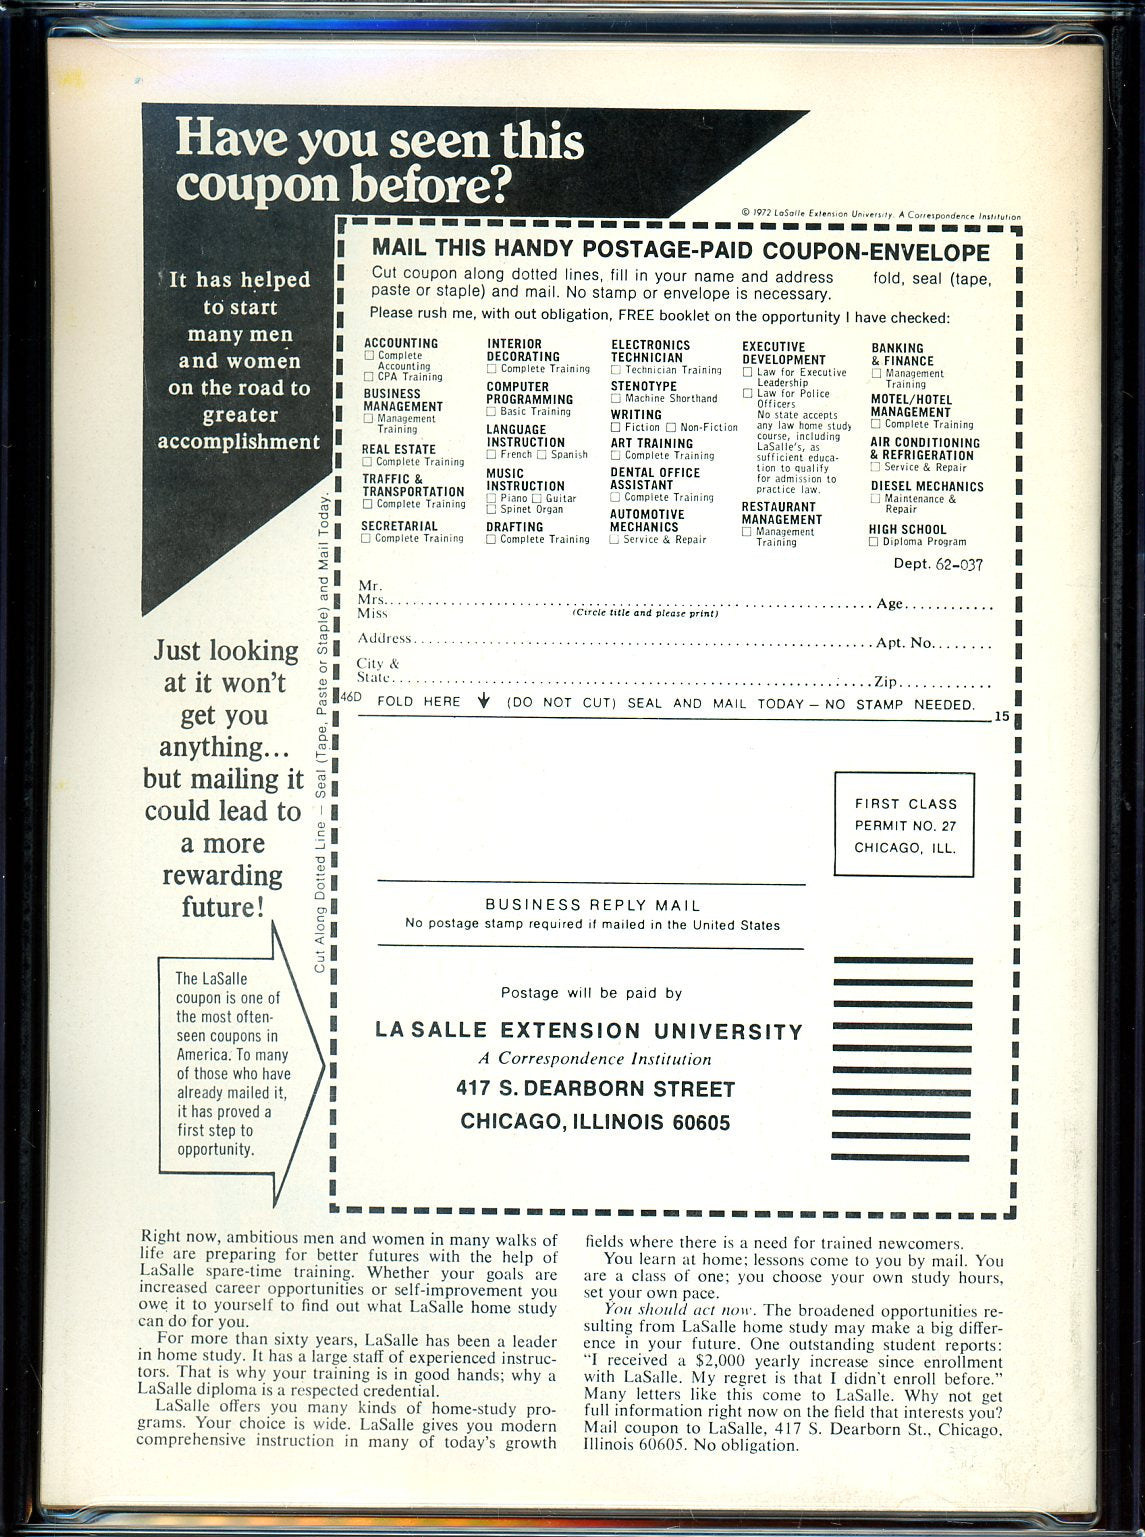 Have you seen this
coupon before?
© 1972 LaSalle Extension University. A Correspondence Institution
It has helped
to start
many men
and women
on the road to
greater
accomplishment
MAIL THIS HANDY POSTAGE-PAID COUPON-ENVELOPE
Cut coupon along dotted lines, fill in your name and address fold, seal (tape,
paste or staple) and mail. No stamp or envelope is necessary.
Please rush me, with out obligation, FREE booklet on the opportunity I have checked:
ACCOUNTING
☐ Complete
Accounting
☐ CPA Training
BUSINESS
MANAGEMENT
☐ Management
Training
REAL ESTATE
☐ Complete Training
TRAFFIC &
TRANSPORTATION
☐ Complete Training
SECRETARIAL
☐ Complete Training
INTERIOR
DECORATING
☐ Complete Training
COMPUTER
PROGRAMMING
☐ Basic Training
LANGUAGE
INSTRUCTION
☐ French ☐ Spanish
MUSIC
INSTRUCTION
☐ Piano ☐ Guitar
☐ Spinet Organ
DRAFTING
☐ Complete Training
ELECTRONICS
TECHNICIAN
☐ Technician Training
STENOTYPE
☐ Machine Shorthand
WRITING
☐ Fiction ☐ Non-Fiction
ART TRAINING
☐ Complete Training
DENTAL OFFICE
ASSISTANT
☐ Complete Training
AUTOMOTIVE
MECHANICS
☐ Service & Repair
EXECUTIVE
DEVELOPMENT
☐ Law for Executive
Leadership
☐ Law for Police
Officers
No state accepts
any law home study
course, including
LaSalle's, as
sufficient educa-
tion to qualify
for admission to
practice law.
RESTAURANT
MANAGEMENT
☐ Management
Training
BANKING
& FINANCE
☐ Management
Training
MOTEL/HOTEL
MANAGEMENT
☐ Complete Training
AIR CONDITIONING
& REFRIGERATION
☐ Service & Repair
DIESEL MECHANICS
☐ Maintenance &
Repair
HIGH SCHOOL
☐ Diploma Program
Dept. 62-037
Mr.
Mrs.......... Age..........
Miss (Circle title and please print)
Address.......... Apt. No........
City &
State.......... Zip..........
46D FOLD HERE ↓ (DO NOT CUT) SEAL AND MAIL TODAY — NO STAMP NEEDED.
15
Cut Along Dotted Line — Seal (Tape, Paste or Staple) and Mail Today.
Just looking
at it won't
get you
anything...
but mailing it
could lead to
a more
rewarding
future!
The LaSalle
coupon is one of
the most often-
seen coupons in
America. To many
of those who have
already mailed it,
it has proved a
first step to
opportunity.
FIRST CLASS
PERMIT NO. 27
CHICAGO, ILL.
BUSINESS REPLY MAIL
No postage stamp required if mailed in the United States
Postage will be paid by
LA SALLE EXTENSION UNIVERSITY
A Correspondence Institution
417 S. DEARBORN STREET
CHICAGO, ILLINOIS 60605
Right now, ambitious men and women in many walks of
life are preparing for better futures with the help of
LaSalle spare-time training. Whether your goals are
increased career opportunities or self-improvement you
owe it to yourself to find out what LaSalle home study
can do for you.
For more than sixty years, LaSalle has been a leader
in home study. It has a large staff of experienced instruc-
tors. That is why your training is in good hands; why a
LaSalle diploma is a respected credential.
LaSalle offers you many kinds of home-study pro-
grams. Your choice is wide. LaSalle gives you modern
comprehensive instruction in many of today's growth
fields where there is a need for trained newcomers.
You learn at home; lessons come to you by mail. You
are a class of one; you choose your own study hours,
set your own pace.
You should act now. The broadened opportunities re-
sulting from LaSalle home study may make a big differ-
ence in your future. One outstanding student reports:
"I received a $2,000 yearly increase since enrollment
with LaSalle. My regret is that I didn't enroll before."
Many letters like this come to LaSalle. Why not get
full information right now on the field that interests you?
Mail coupon to LaSalle, 417 S. Dearborn St., Chicago,
Illinois 60605. No obligation.